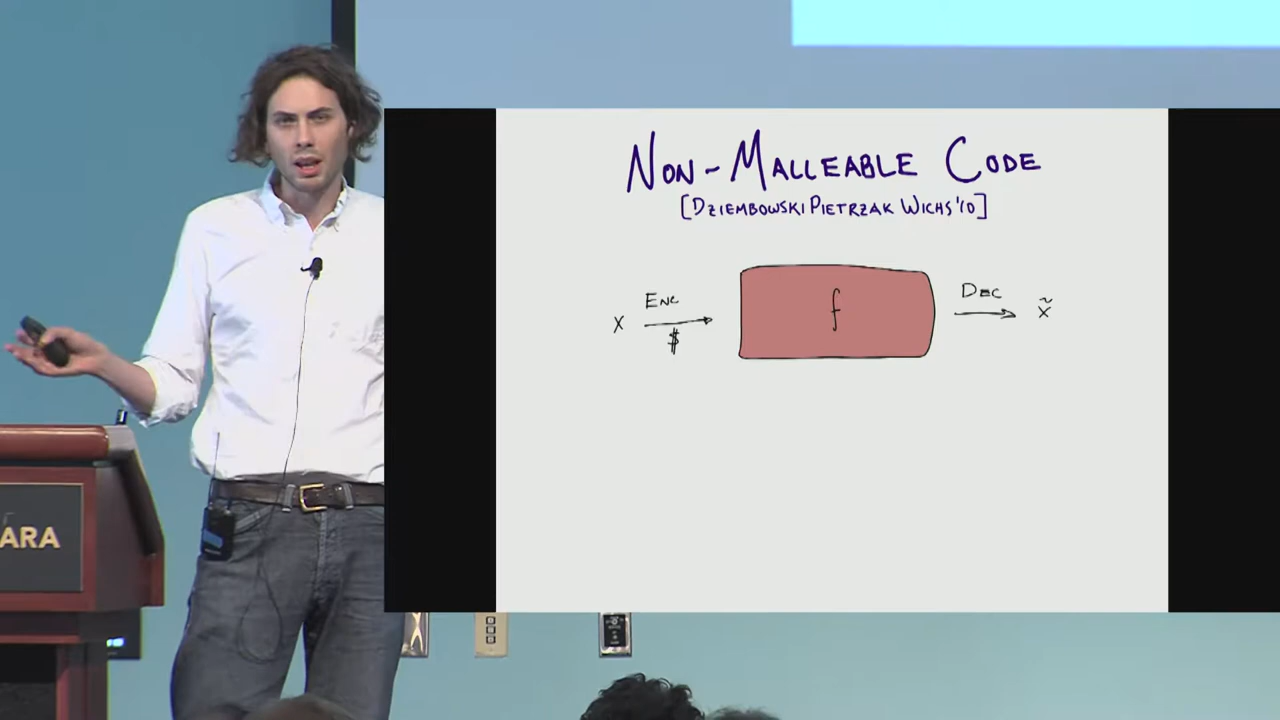 NON-MALLEABLE CODE
[DZIEMBOWSKI PIETRZAK WICHS'10]
x Enc $ f Dec x̃
ARA